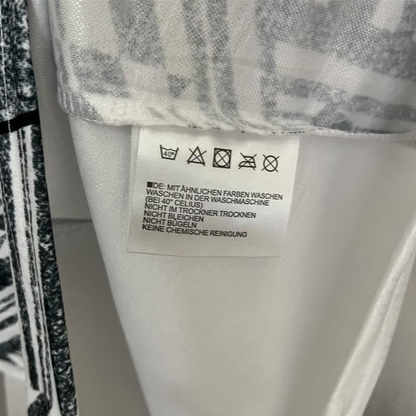 40°
DE: MIT ÄHNLICHEN FARBEN WASCHEN
WASCHEN IN DER WASCHMASCHINE
(BEI 40° CELIUS)
NICHT IM TROCKNER TROCKNEN
NICHT BLEICHEN
NICHT BÜGELN
KEINE CHEMISCHE REINIGUNG